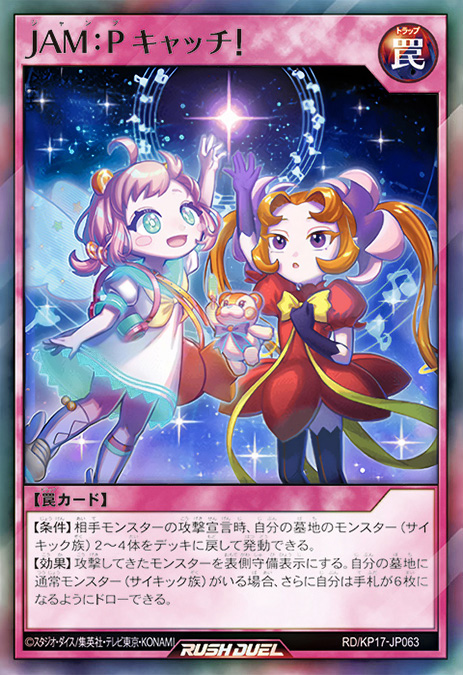 JAM：P キャッチ！
トラップ
罠
【罠カード】
【条件】相手モンスターの攻撃宣言時、自分の墓地のモンスター（サイ
キック族）2〜4体をデッキに戻して発動できる。
【効果】攻撃してきたモンスターを表側守備表示にする。自分の墓地に
通常モンスター（サイキック族）がいる場合、さらに自分は手札が6枚に
なるようにドローできる。
©スタジオ・ダイス/集英社・テレビ東京・KONAMI
RUSH DUEL
RD/KP17-JP063